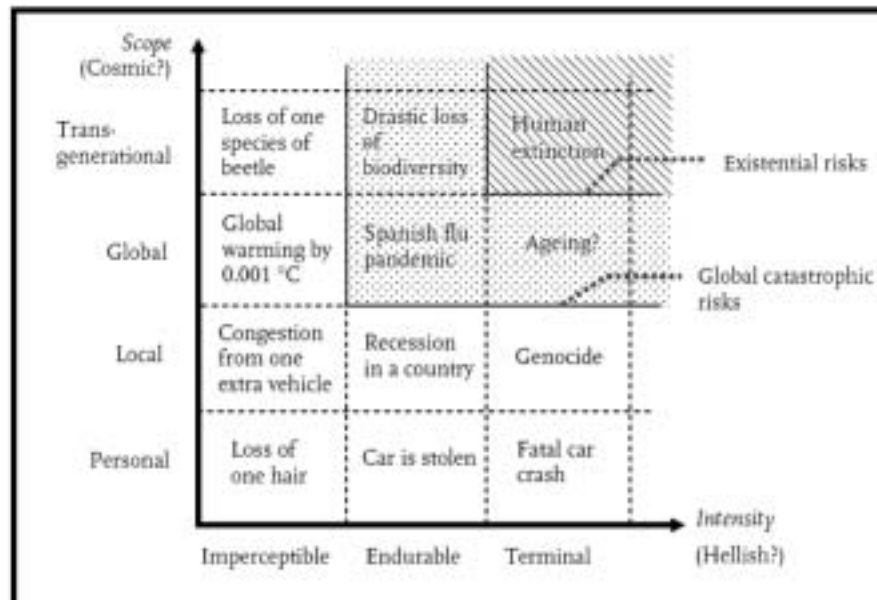 Scope
(Cosmic?)
Trans-
generational
Loss of one
species of
beetle
Drastic loss
of
biodiversity
Human
extinction
Existential risks
Global
Global
warming by
0.001 °C
Spanish flu
pandemic
Ageing?
Global catastrophic
risks
Local
Congestion
from one
extra vehicle
Recession
in a country
Genocide
Personal
Loss of
one hair
Car is stolen
Fatal car
crash
Intensity
(Hellish?)
Imperceptible
Endurable
Terminal